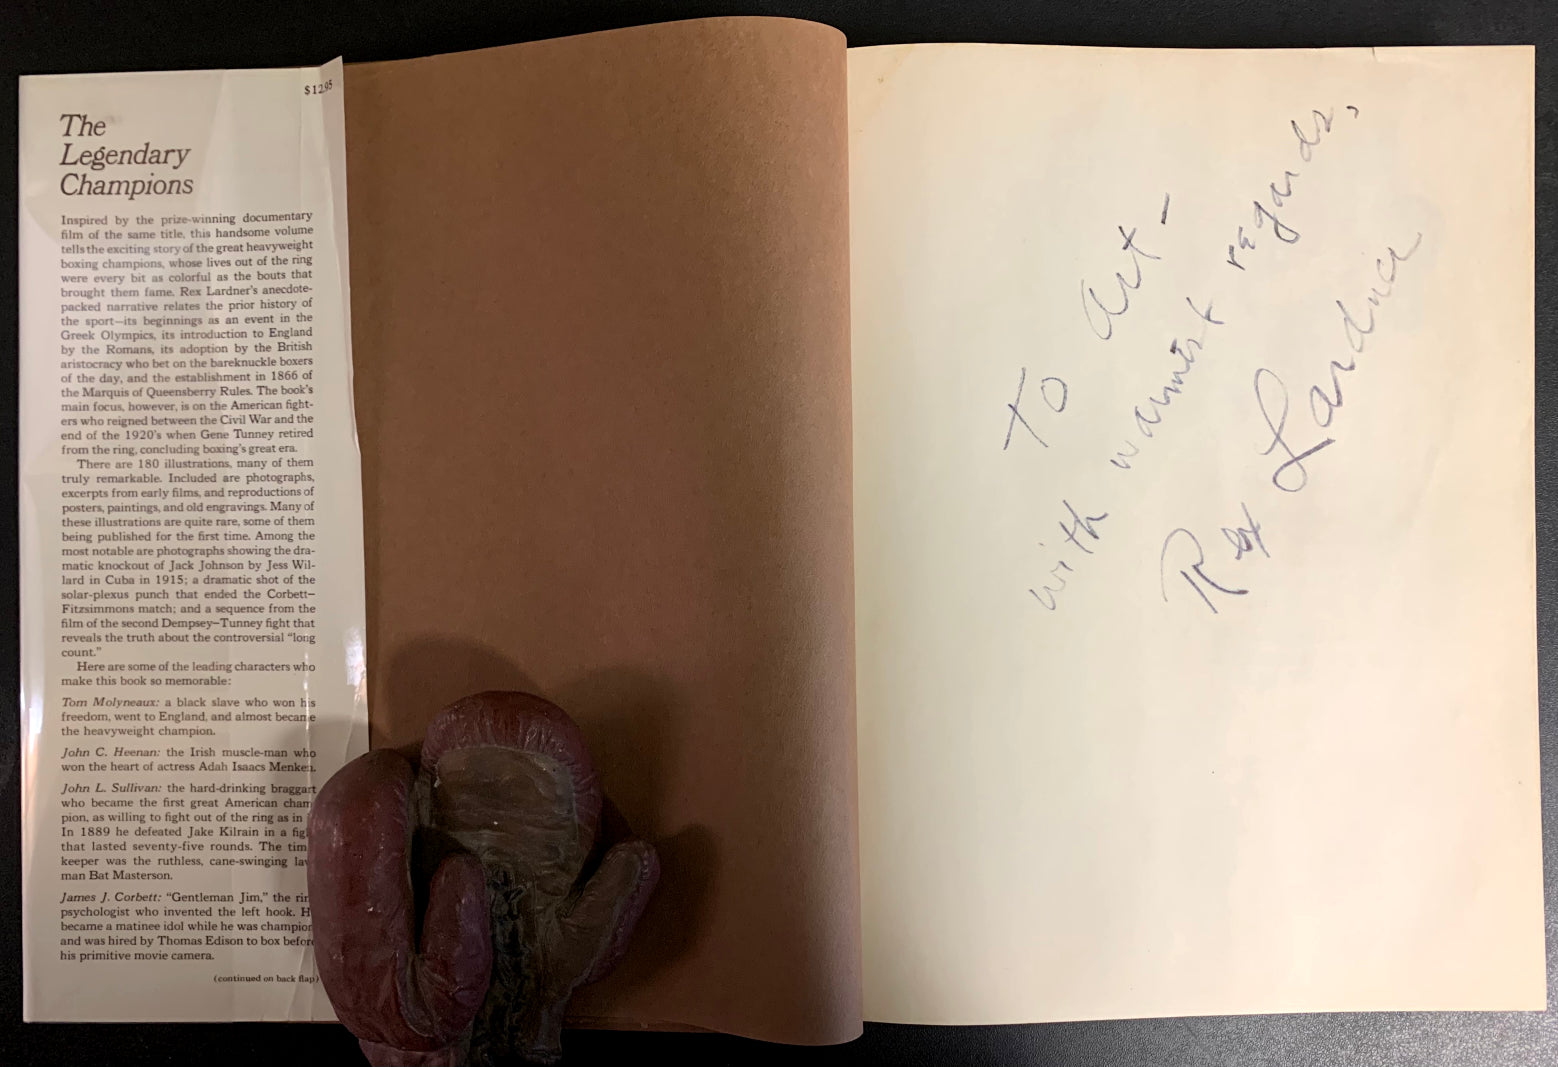 $12.95
The
Legendary
Champions
Inspired by the prize-winning documentary
film of the same title, this handsome volume
tells the exciting story of the great heavyweight
boxing champions, whose lives out of the ring
were every bit as colorful as the bouts that
brought them fame. Rex Lardner's anecdote-
packed narrative relates the prior history of
the sport—its beginnings as an event in the
Greek Olympics, its introduction to England
by the Romans, its adoption by the British
aristocracy who bet on the bareknuckle boxers
of the day, and the establishment in 1866 of
the Marquis of Queensberry Rules. The book's
main focus, however, is on the American fight-
ers who reigned between the Civil War and the
end of the 1920's when Gene Tunney retired
from the ring, concluding boxing's great era.
There are 180 illustrations, many of them
truly remarkable. Included are photographs,
excerpts from early films, and reproductions of
posters, paintings, and old engravings. Many of
these illustrations are quite rare, some of them
being published for the first time. Among the
most notable are photographs showing the dra-
matic knockout of Jack Johnson by Jess Wil-
lard in Cuba in 1915; a dramatic shot of the
solar-plexus punch that ended the Corbett—
Fitzsimmons match; and a sequence from the
film of the second Dempsey—Tunney fight that
reveals the truth about the controversial "long
count."
Here are some of the leading characters who
make this book so memorable:
Tom Molyneaux: a black slave who won his
freedom, went to England, and almost became
the heavyweight champion.
John C. Heenan: the Irish muscle-man who
won the heart of actress Adah Isaacs Menken.
John L. Sullivan: the hard-drinking braggart
who became the first great American cham
pion, as willing to fight out of the ring as in
In 1889 he defeated Jake Kilrain in a fig
that lasted seventy-five rounds. The tim
keeper was the ruthless, cane-swinging la
man Bat Masterson.
James J. Corbett: "Gentleman Jim," the rin
psychologist who invented the left hook. H
became a matinee idol while he was champion
and was hired by Thomas Edison to box before
his primitive movie camera.
(continued on back flap)
To Art—
with warmest regards,
Rex Lardner